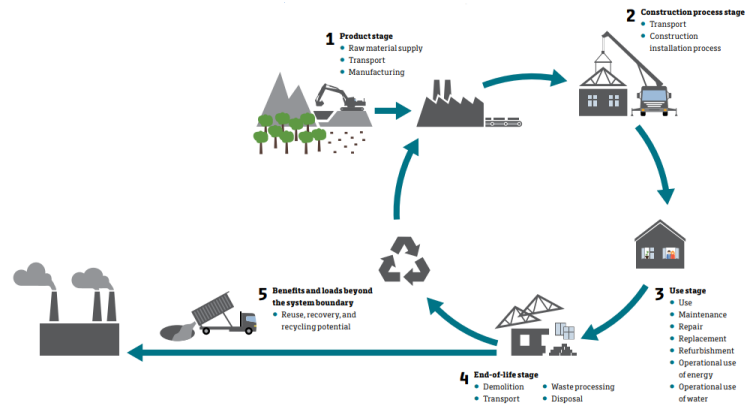 1 Product stage
• Raw material supply
• Transport
• Manufacturing
2 Construction process stage
• Transport
• Construction
installation process
3 Use stage
• Use
• Maintenance
• Repair
• Replacement
• Refurbishment
• Operational use
of energy
• Operational use
of water
4 End-of-life stage
• Demolition • Waste processing
• Transport • Disposal
5 Benefits and loads beyond
the system boundary
• Reuse, recovery, and
recycling potential